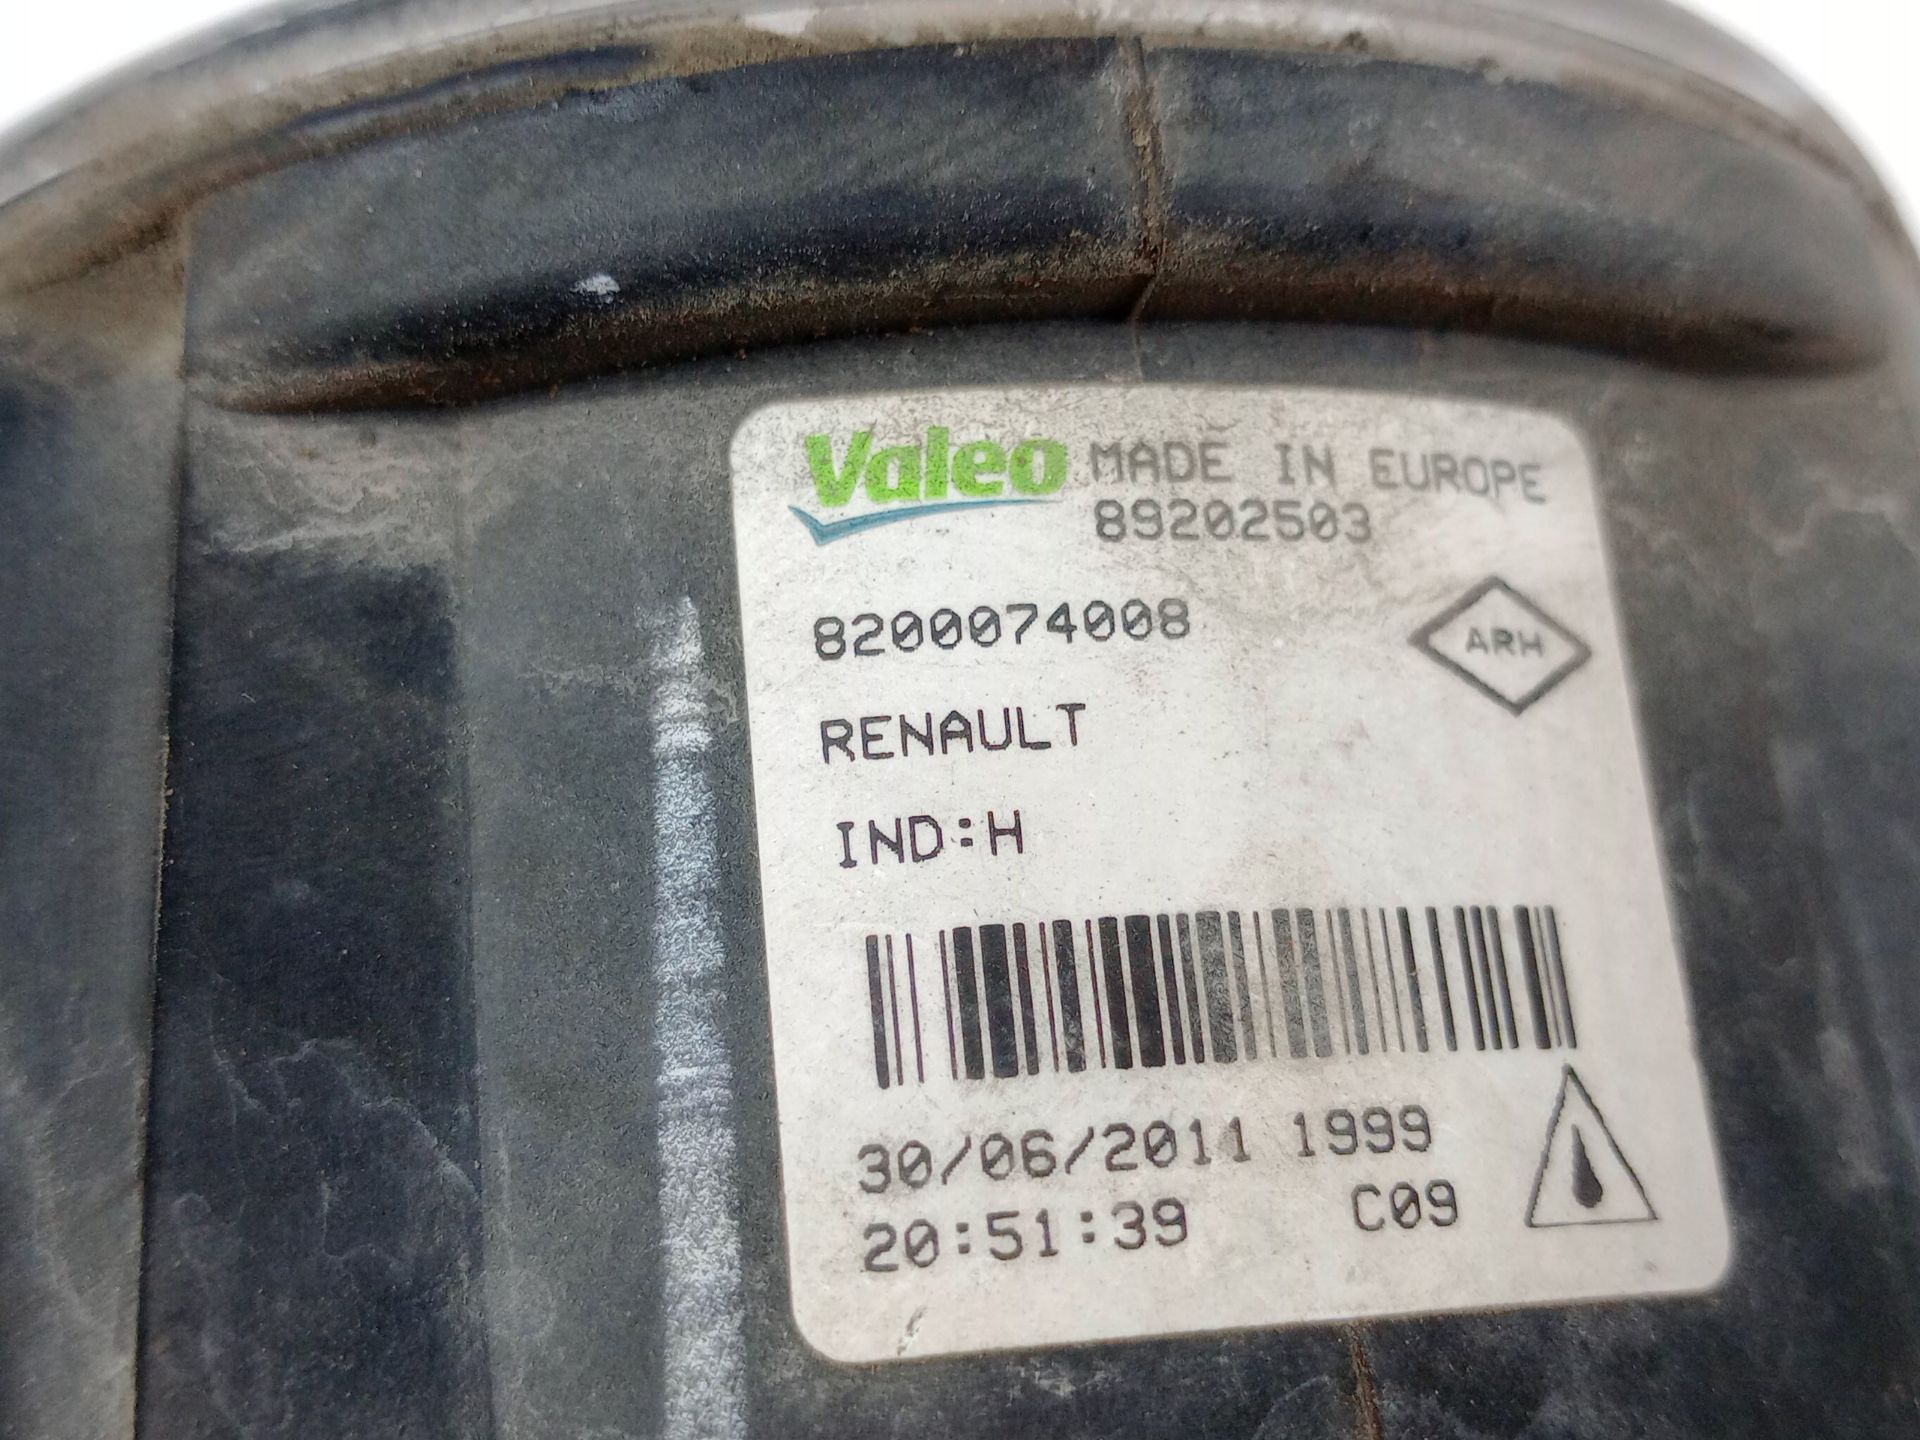 Valeo MADE IN EUROPE
89202503
8200074008
ARH
RENAULT
IND:H
30/06/2011 1999
20:51:39 C09